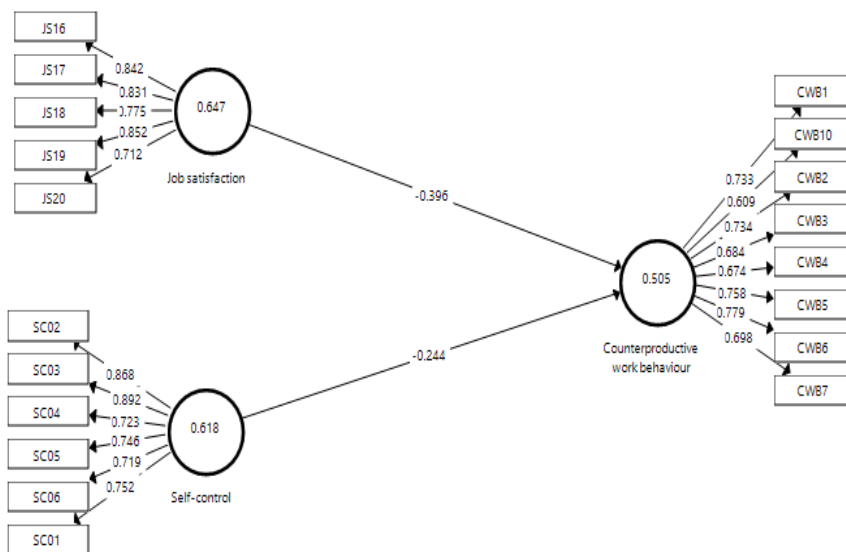 JS16
JS17
JS18
JS19
JS20
0.842
0.831
0.775
0.852
0.712
0.647
Job satisfaction
-0.396
SC02
SC03
SC04
SC05
SC06
SC01
0.868
0.892
0.723
0.746
0.719
0.752
0.618
Self-control
-0.244
0.505
Counterproductive
work behaviour
0.733
0.609
0.734
0.684
0.674
0.758
0.779
0.698
CWB1
CWB10
CWB2
CWB3
CWB4
CWB5
CWB6
CWB7